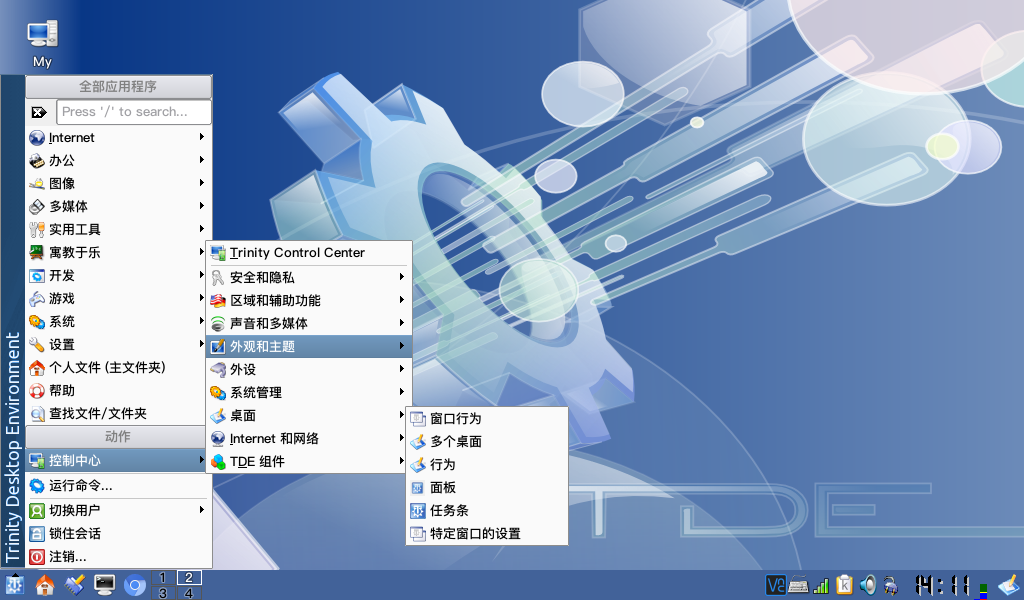 My
全部应用程序
Press '/' to search...
Internet
办公
图像
多媒体
实用工具
寓教于乐
开发
游戏
系统
设置
个人文件 (主文件夹)
帮助
查找文件/文件夹
动作
控制中心
运行命令...
切换用户
锁住会话
注销...
Trinity Desktop Environment
Trinity Control Center
安全和隐私
区域和辅助功能
声音和多媒体
外观和主题
外设
系统管理
桌面
Internet 和网络
TDE 组件
窗口行为
多个桌面
行为
面板
任务条
特定窗口的设置
TDE
1 2
3 4
14:11